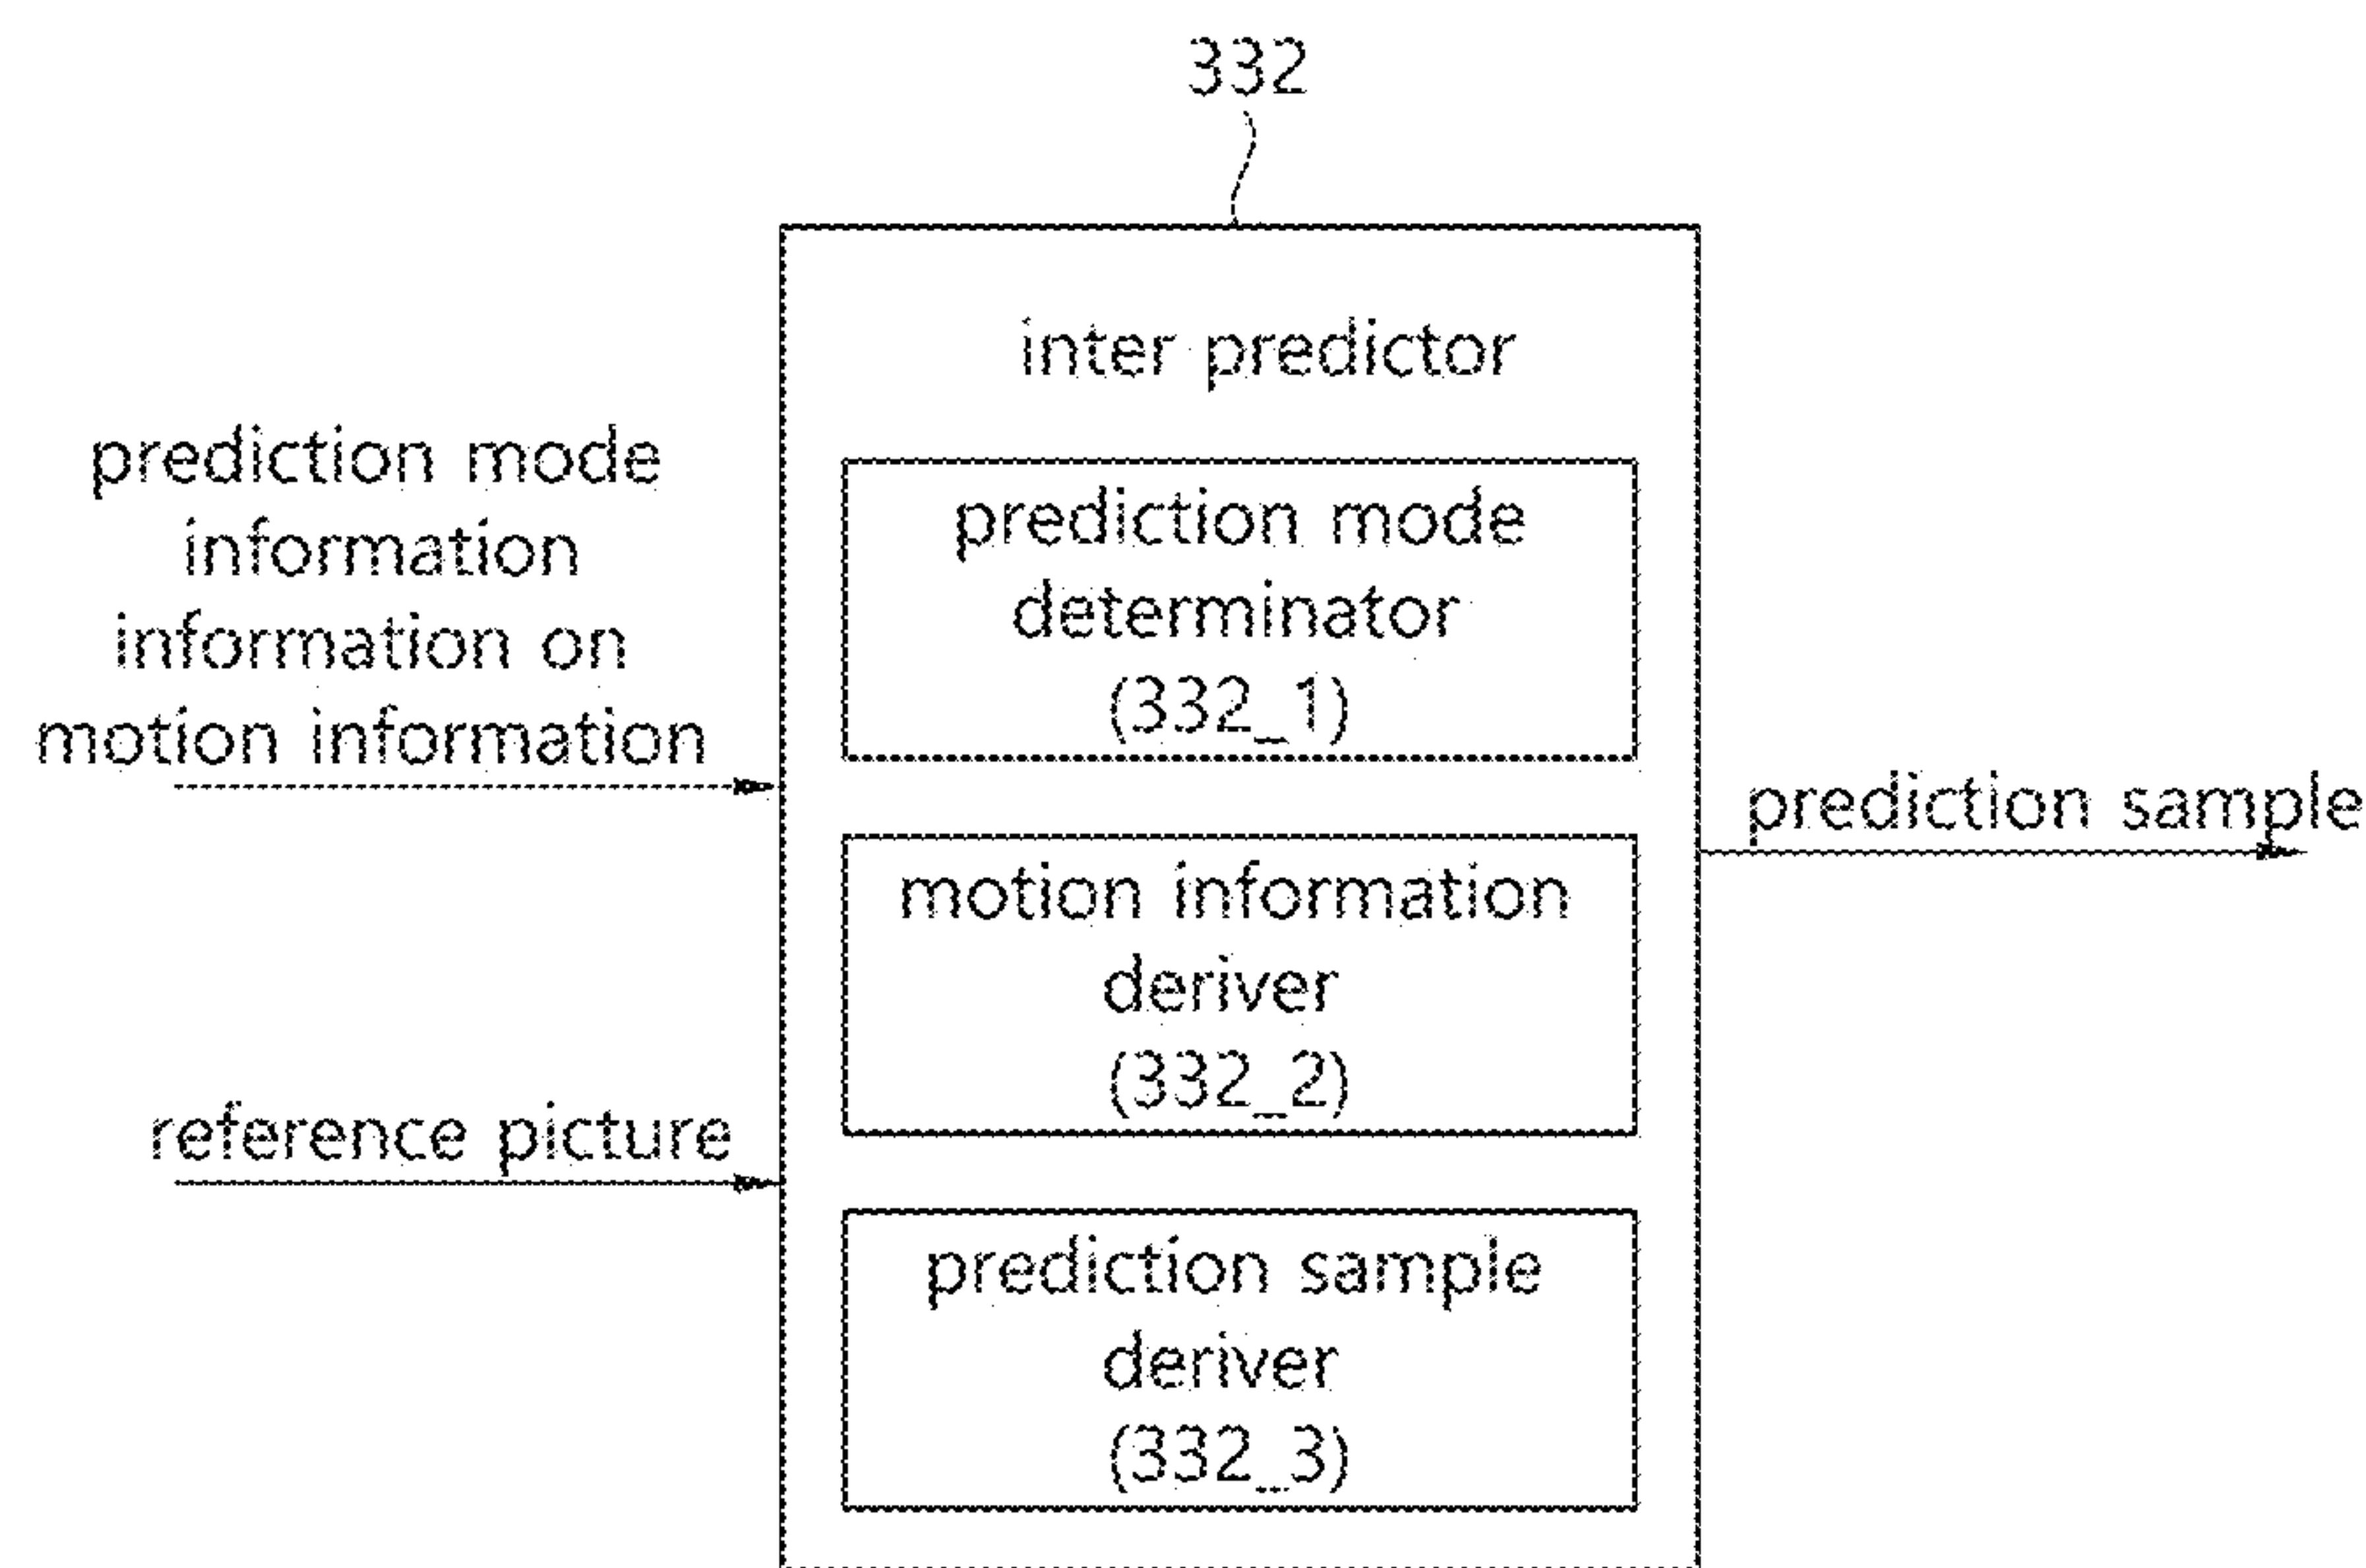 332
inter predictor
prediction mode
information
information on
motion information
prediction mode
determinator
(332_1)
prediction sample
motion information
deriver
(332_2)
reference picture
prediction sample
deriver
(332_3)